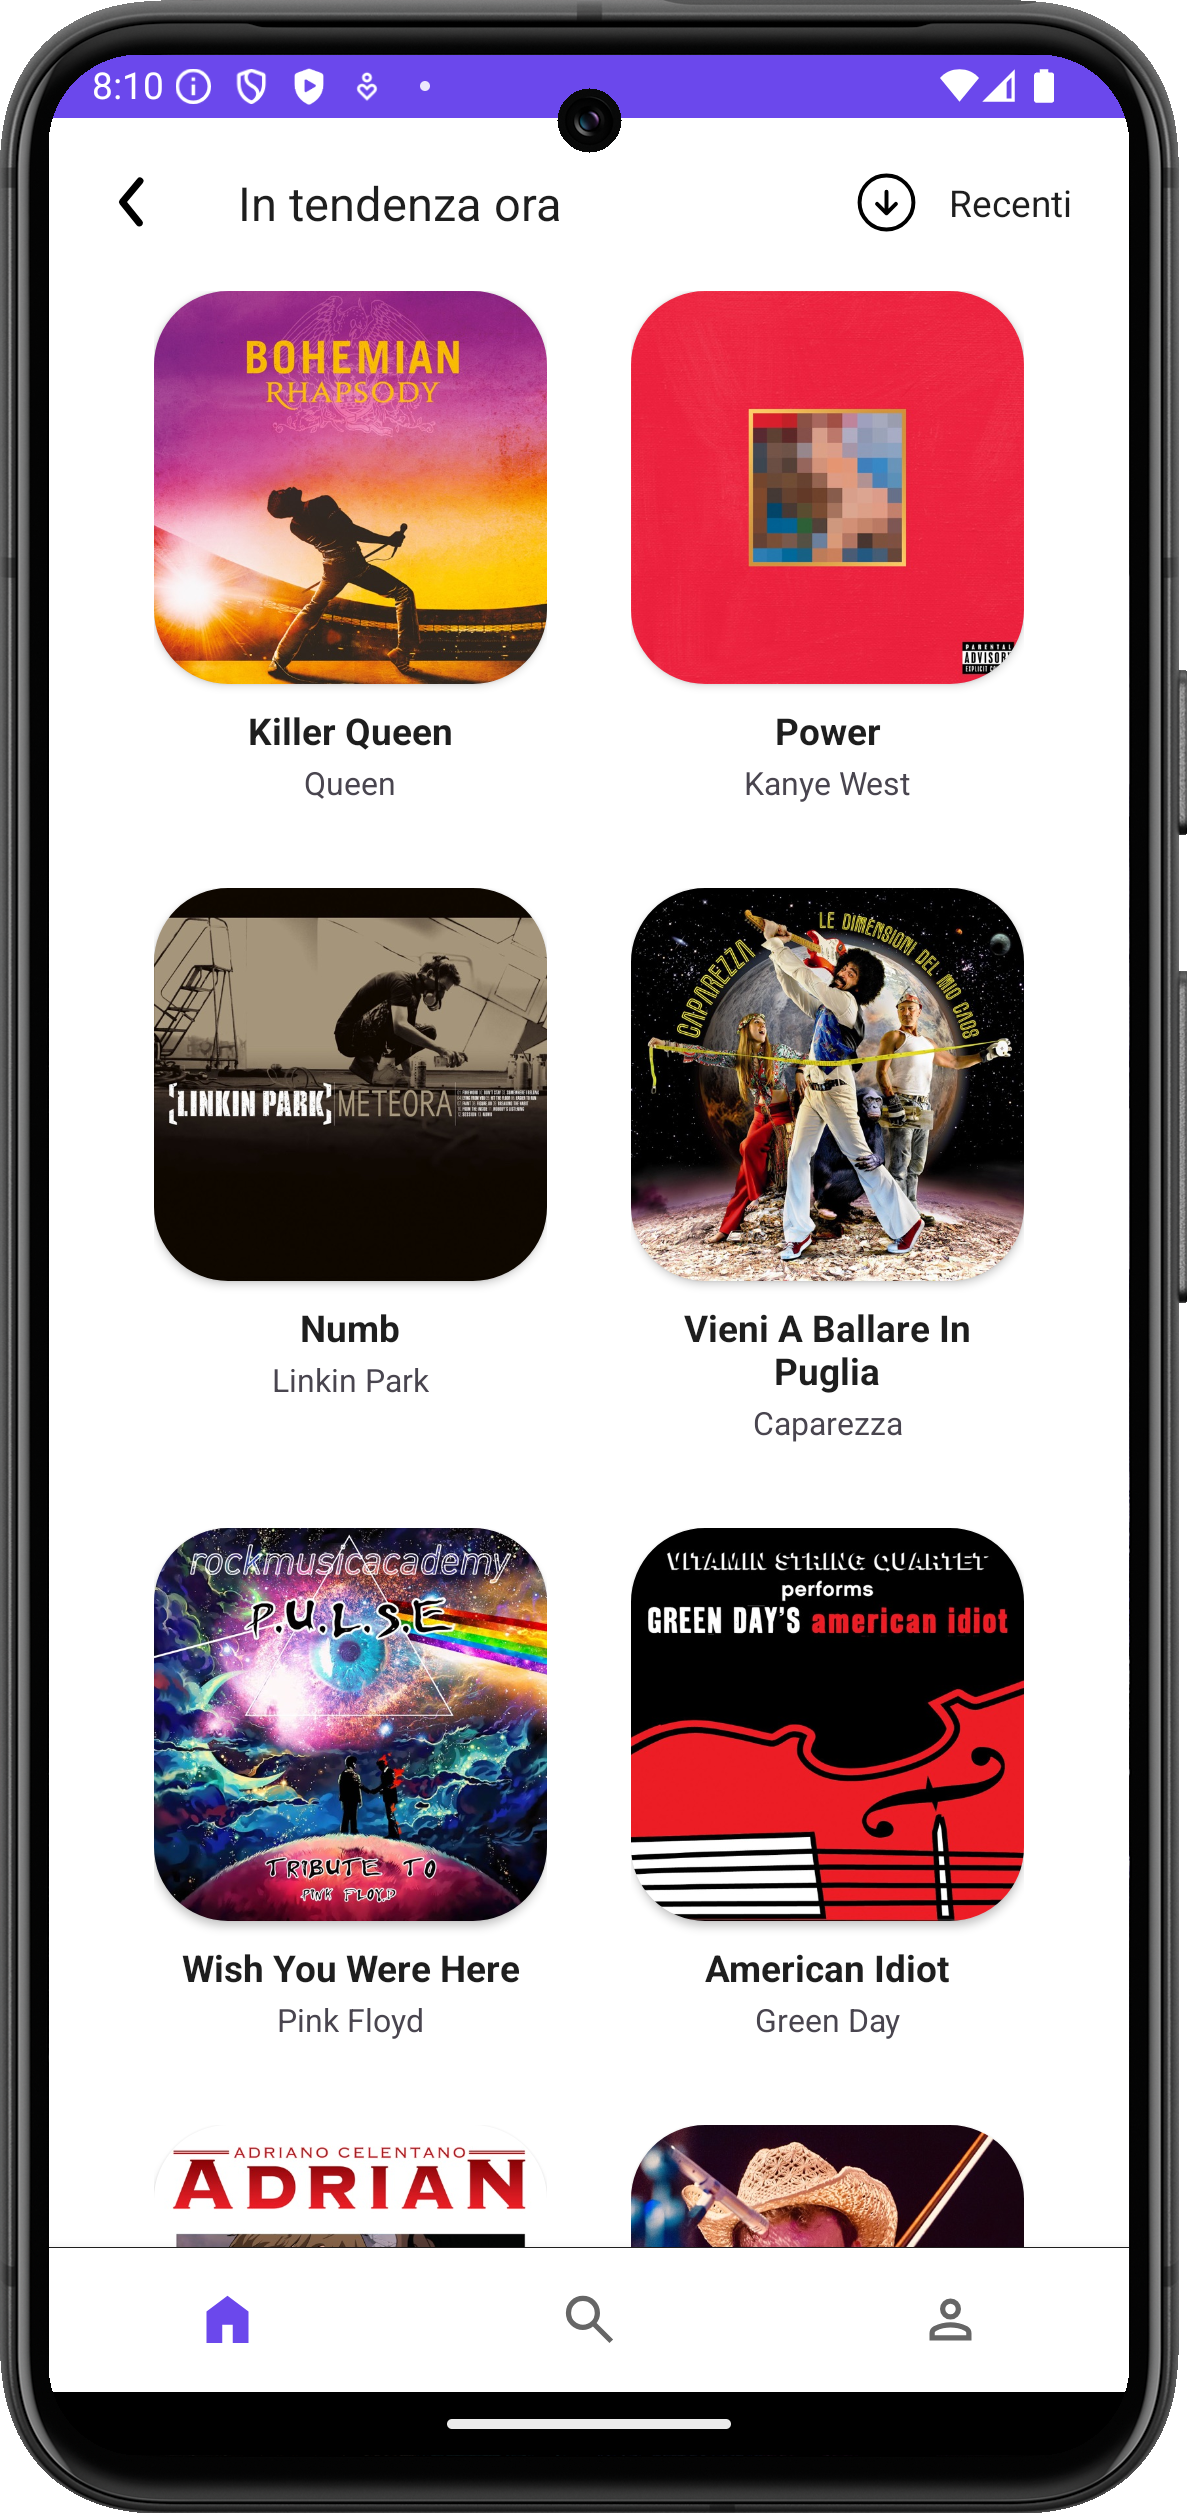 8:10
In tendenza ora
Recenti
BOHEMIAN
RHAPSODY
PARENTAL
ADVISORY
Killer Queen
Queen
Power
Kanye West
LINKIN PARK METEORA
CAPAREZZA
LE DIMENSIONI DEL MIO CAOS
Numb
Linkin Park
Vieni A Ballare In
Puglia
Caparezza
rockmusicacademy
P.U.L.S.E
TRIBUTE TO
PINK FLOYD
VITAMIN STRING QUARTET
performs
GREEN DAY'S american idiot
Wish You Were Here
Pink Floyd
American Idiot
Green Day
ADRIANO CELENTANO
ADRIAN